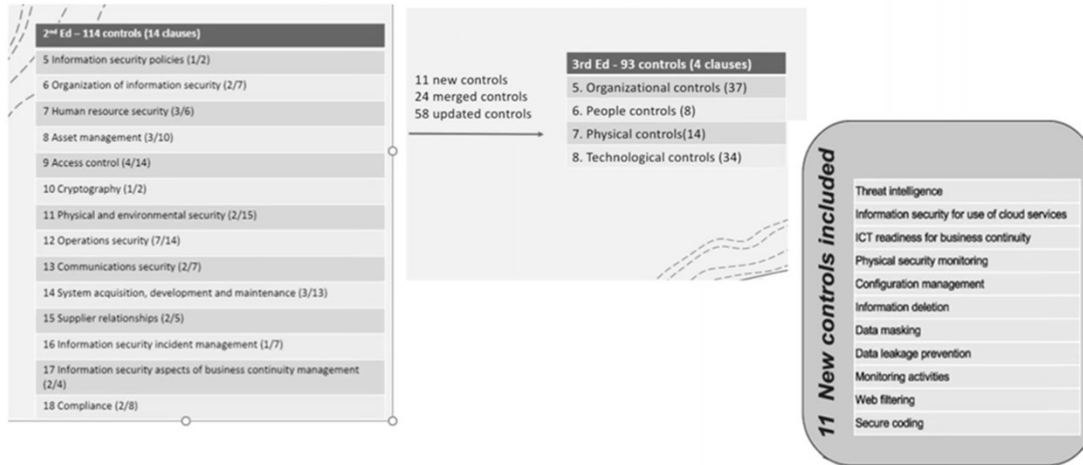 2nd Ed – 114 controls (14 clauses)
5 Information security policies (1/2)
6 Organization of information security (2/7)
7 Human resource security (3/6)
8 Asset management (3/10)
9 Access control (4/14)
10 Cryptography (1/2)
11 Physical and environmental security (2/15)
12 Operations security (7/14)
13 Communications security (2/7)
14 System acquisition, development and maintenance (3/13)
15 Supplier relationships (2/5)
16 Information security incident management (1/7)
17 Information security aspects of business continuity management
(2/4)
18 Compliance (2/8)
11 new controls
24 merged controls
58 updated controls
3rd Ed - 93 controls (4 clauses)
5. Organizational controls (37)
6. People controls (8)
7. Physical controls(14)
8. Technological controls (34)
11 New controls included
Threat intelligence
Information security for use of cloud services
ICT readiness for business continuity
Physical security monitoring
Configuration management
Information deletion
Data masking
Data leakage prevention
Monitoring activities
Web filtering
Secure coding